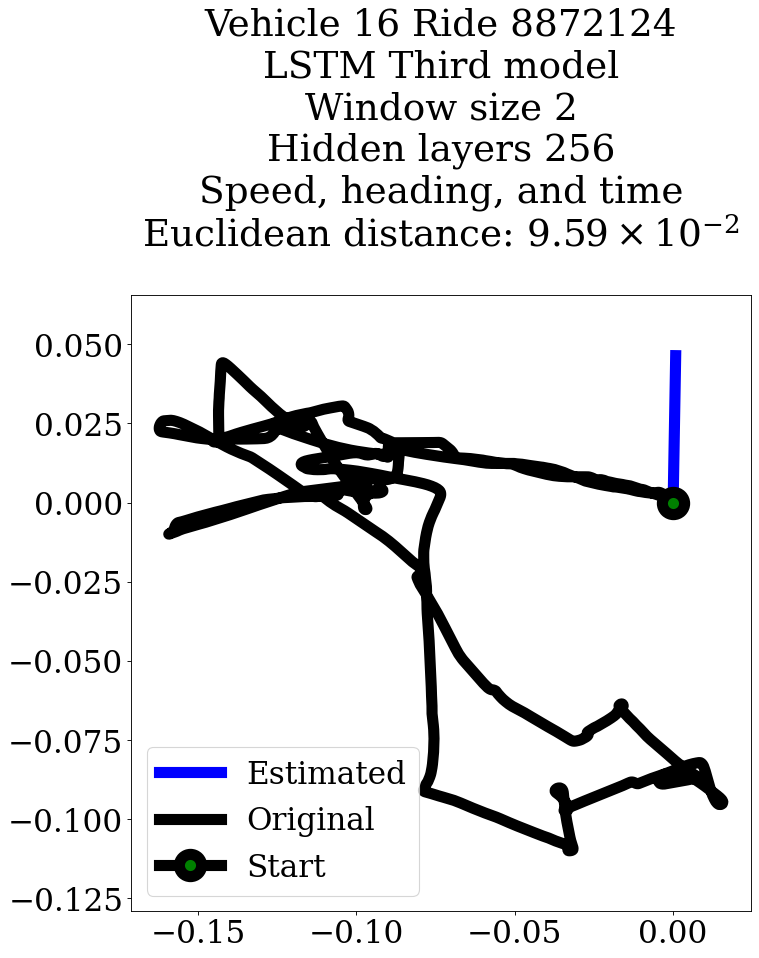 Vehicle 16 Ride 8872124
LSTM Third model
Window size 2
Hidden layers 256
Speed, heading, and time
Euclidean distance: 9.59 × 10⁻²
0.050
0.025
0.000
−0.025
−0.050
−0.075
−0.100
−0.125
Estimated
Original
Start
−0.15 −0.10 −0.05 0.00